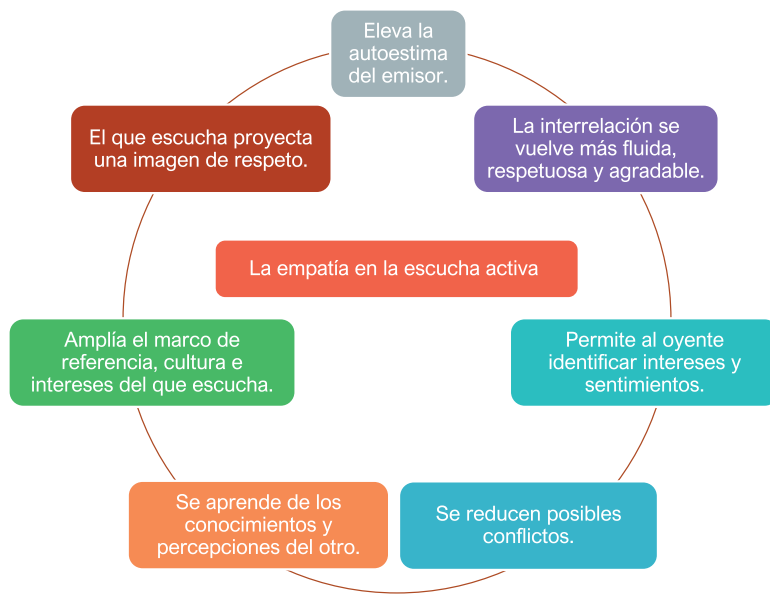 Eleva la
autoestima
del emisor.
El que escucha proyecta
una imagen de respeto.
La interrelación se
vuelve más fluida,
respetuosa y agradable.
La empatía en la escucha activa
Amplía el marco de
referencia, cultura e
intereses del que escucha.
Permite al oyente
identificar intereses y
sentimientos.
Se aprende de los
conocimientos y
percepciones del otro.
Se reducen posibles
conflictos.